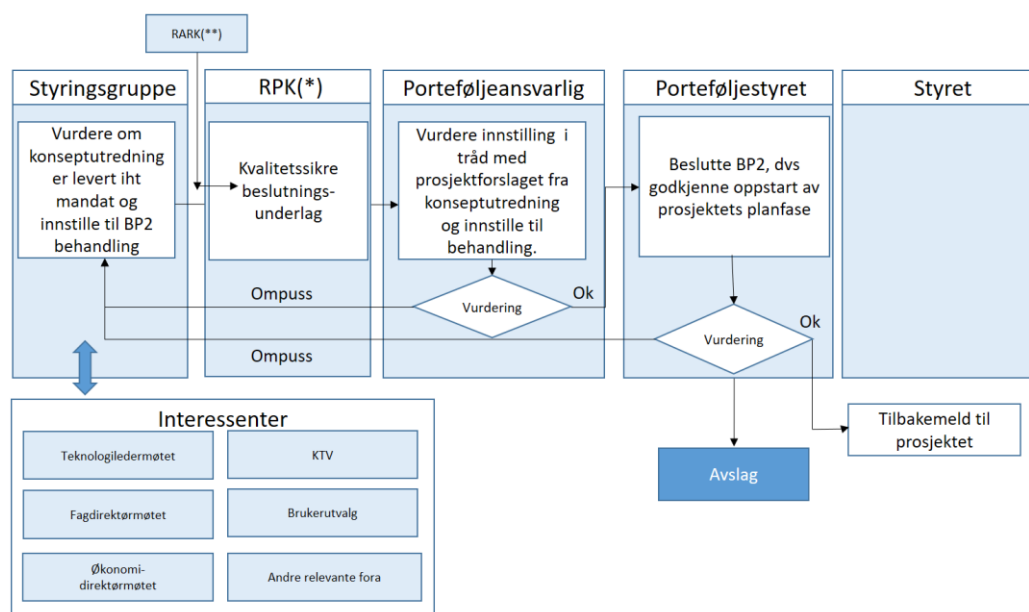 RARK(**)
Styringsgruppe
Vurdere om
konseptutredning
er levert iht
mandat og
innstille til BP2
behandling
RPK(*)
Kvalitetssikre
beslutnings-
underlag
Porteføljeansvarlig
Vurdere innstilling i
tråd med
prosjektforslaget fra
konseptutredning
og innstille til
behandling.
Vurdering
Ompuss
Ok
Porteføljestyret
Beslutte BP2, dvs
godkjenne oppstart av
prosjektets planfase
Vurdering
Ompuss
Ok
Styret
Avslag
Tilbakemeld til
prosjektet
Interessenter
Teknologiledermøtet
KTV
Fagdirektørmøtet
Brukerutvalg
Økonomi-
direktørmøtet
Andre relevante fora